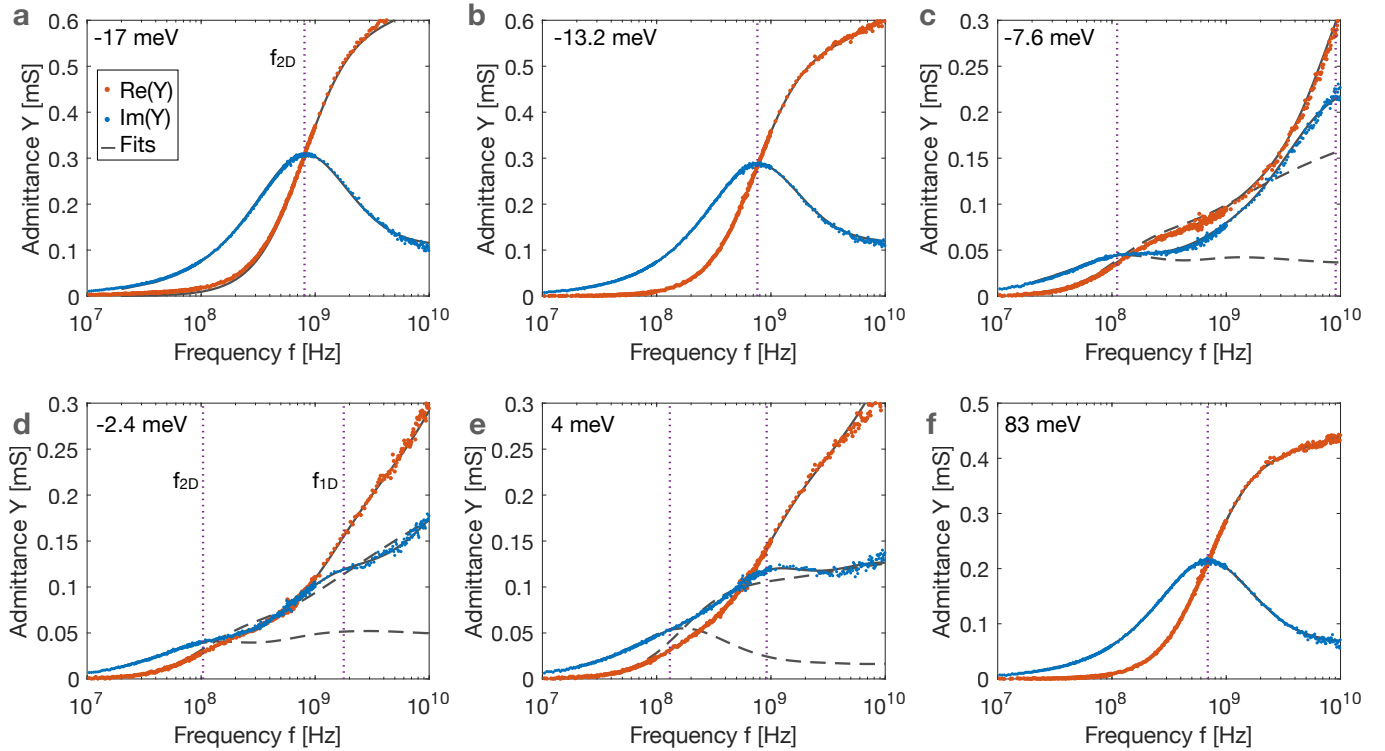 a
-17 meV
f2D
Re(Y)
Im(Y)
Fits
Admittance Y [mS]
0.6
0.5
0.4
0.3
0.2
0.1
0
10^7
10^8
10^9
10^10
Frequency f [Hz]
b
-13.2 meV
Admittance Y [mS]
0.6
0.5
0.4
0.3
0.2
0.1
0
10^7
10^8
10^9
10^10
Frequency f [Hz]
c
-7.6 meV
Admittance Y [mS]
0.3
0.25
0.2
0.15
0.1
0.05
0
10^7
10^8
10^9
10^10
Frequency f [Hz]
d
-2.4 meV
f2D
f1D
Admittance Y [mS]
0.3
0.25
0.2
0.15
0.1
0.05
0
10^7
10^8
10^9
10^10
Frequency f [Hz]
e
4 meV
Admittance Y [mS]
0.3
0.25
0.2
0.15
0.1
0.05
0
10^7
10^8
10^9
10^10
Frequency f [Hz]
f
83 meV
Admittance Y [mS]
0.5
0.4
0.3
0.2
0.1
0
10^7
10^8
10^9
10^10
Frequency f [Hz]